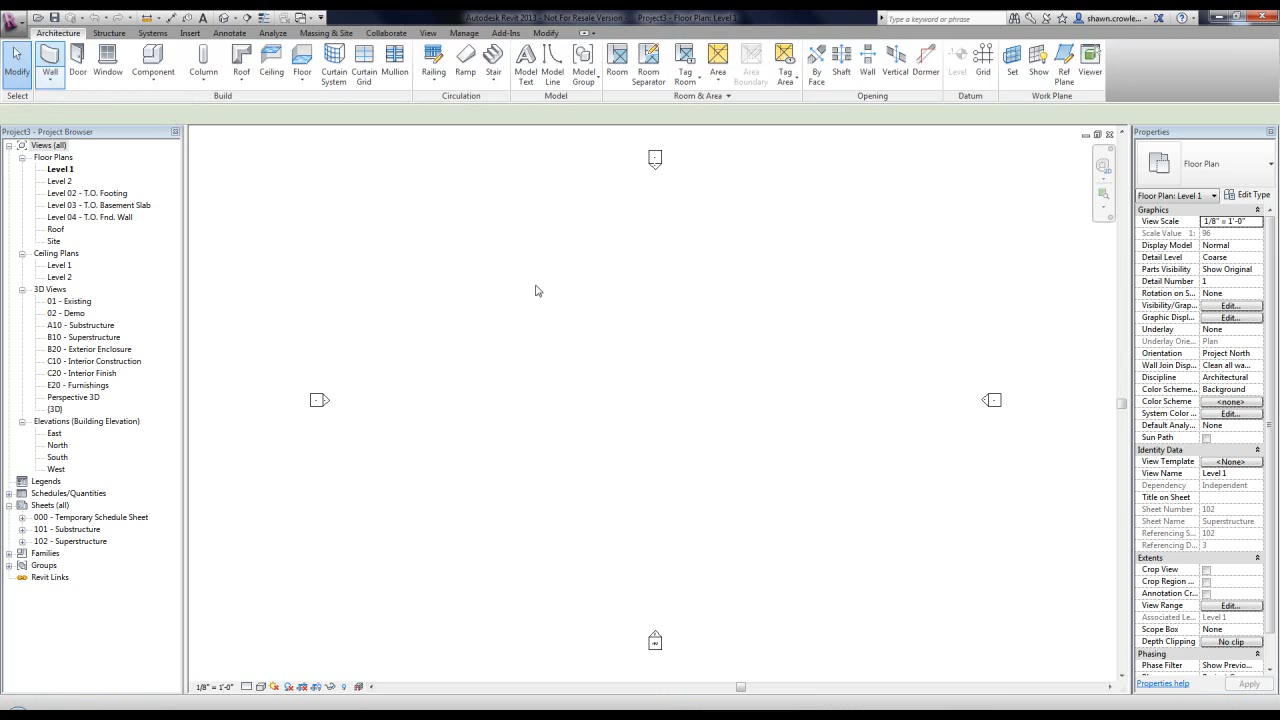 Autodesk Revit 2013 - Not For Resale Version - Project3 - Floor Plan: Level 1
Type a keyword or phrase
shawn.crowle...
Architecture Structure Systems Insert Annotate Analyze Massing & Site Collaborate View Manage Add-Ins Modify
Modify Wall Door Window Component Column Roof Ceiling Floor Curtain System Curtain Grid Mullion Railing Ramp Stair Model Text Model Line Model Group Room Room Separator Tag Room Area Area Boundary Tag Area By Face Shaft Wall Vertical Dormer Level Grid Set Show Ref Plane Viewer
Select Build Circulation Model Room & Area Opening Datum Work Plane
Project3 - Project Browser
Views (all)
Floor Plans
Level 1
Level 2
Level 02 - T.O. Footing
Level 03 - T.O. Basement Slab
Level 04 - T.O. Fnd. Wall
Roof
Site
Ceiling Plans
Level 1
Level 2
3D Views
01 - Existing
02 - Demo
A10 - Substructure
B10 - Superstructure
B20 - Exterior Enclosure
C10 - Interior Construction
C20 - Interior Finish
E20 - Furnishings
Perspective 3D
{3D}
Elevations (Building Elevation)
East
North
South
West
Legends
Schedules/Quantities
Sheets (all)
000 - Temporary Schedule Sheet
101 - Substructure
102 - Superstructure
Families
Groups
Revit Links
1/8" = 1'-0"
Properties
Floor Plan
Floor Plan: Level 1 Edit Type
Graphics
View Scale 1/8" = 1'-0"
Scale Value 1: 96
Display Model Normal
Detail Level Coarse
Parts Visibility Show Original
Detail Number 1
Rotation on S... None
Visibility/Grap... Edit...
Graphic Displ... Edit...
Underlay None
Underlay Orie... Plan
Orientation Project North
Wall Join Disp... Clean all wa...
Discipline Architectural
Color Scheme... Background
Color Scheme <none>
System Color ... Edit...
Default Analy... None
Sun Path
Identity Data
View Template <None>
View Name Level 1
Dependency Independent
Title on Sheet
Sheet Number 102
Sheet Name Superstructure
Referencing S... 102
Referencing D... 3
Extents
Crop View
Crop Region ...
Annotation Cr...
View Range Edit...
Associated Le... Level 1
Scope Box None
Depth Clipping No clip
Phasing
Phase Filter Show Previo...
Properties help Apply